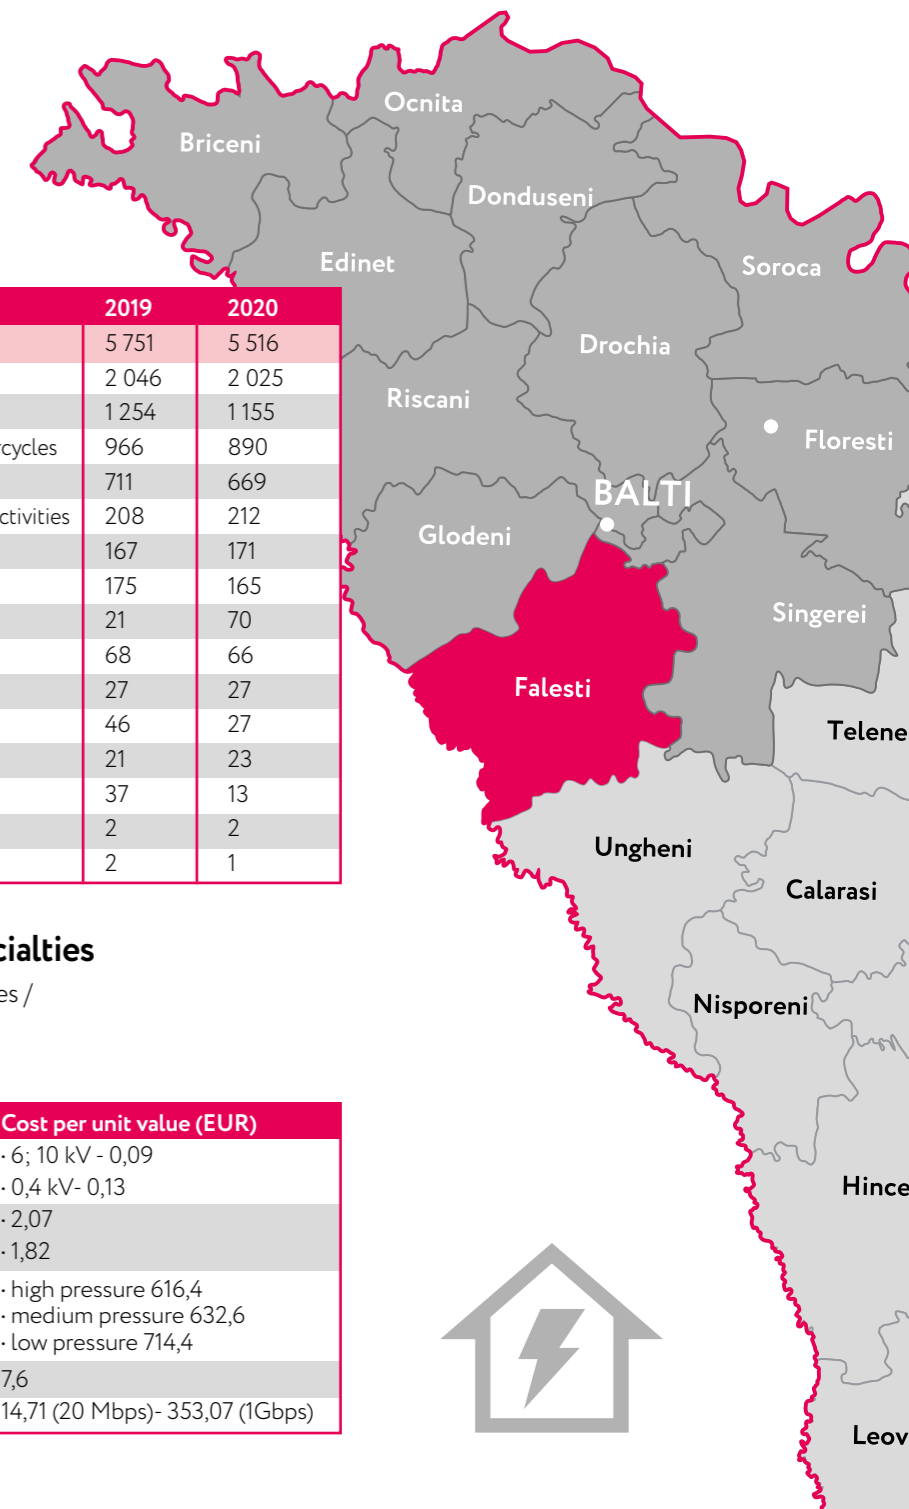 Ocnita
Briceni
Donduseni
Edinet
Soroca
Drochia
Riscani
Floresti
BALTI
Glodeni
Singerei
Falesti
Telene
Ungheni
Calarasi
Nisporeni
Hince
Leov
2019 2020
5 751 5 516
2 046 2 025
1 254 1 155
rcycles 966 890
711 669
ctivities 208 212
167 171
175 165
21 70
68 66
27 27
46 27
21 23
37 13
2 2
2 1
cialties
es /
Cost per unit value (EUR)
· 6; 10 kV - 0,09
· 0,4 kV- 0,13
· 2,07
· 1,82
· high pressure 616,4
· medium pressure 632,6
· low pressure 714,4
7,6
14,71 (20 Mbps)- 353,07 (1Gbps)